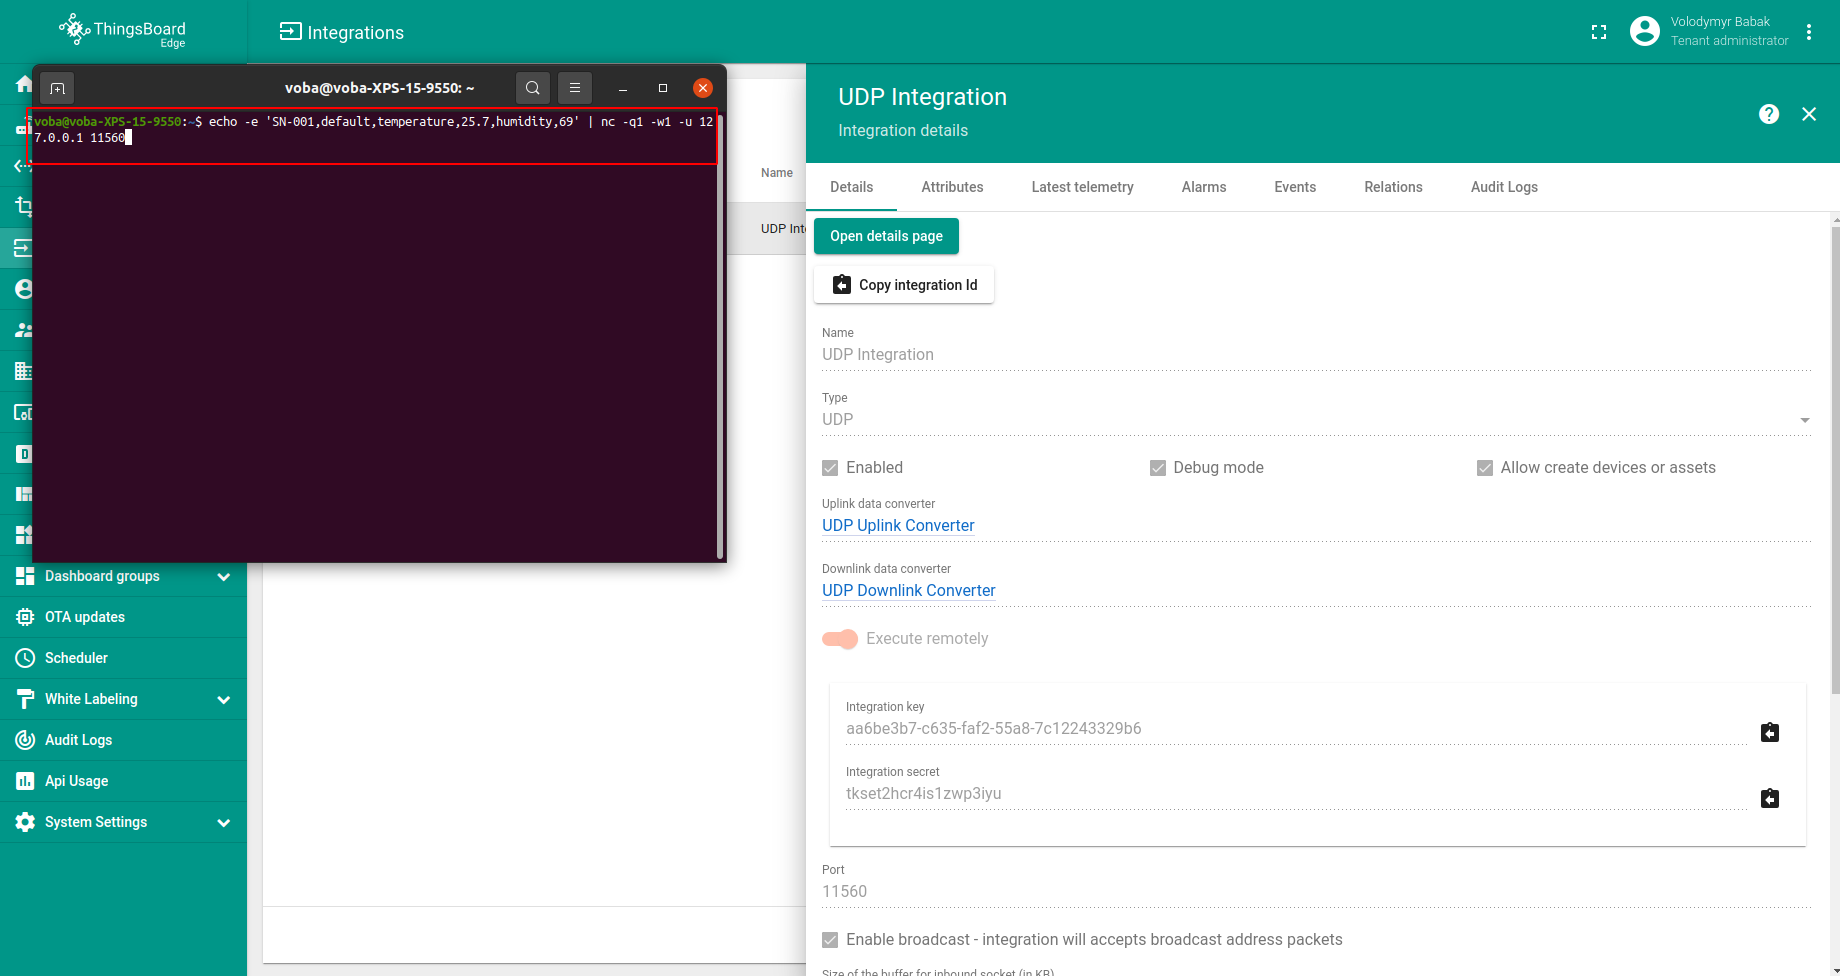 ThingsBoard
Edge
Integrations
Volodymyr Babak
Tenant administrator
voba@voba-XPS-15-9550: ~
voba@voba-XPS-15-9550:~$ echo -e 'SN-001,default,temperature,25.7,humidity,69' | nc -q1 -w1 -u 12
7.0.0.1 11560
Dashboard groups
OTA updates
Scheduler
White Labeling
Audit Logs
Api Usage
System Settings
Name
UDP Inte
UDP Integration
Integration details
Details Attributes Latest telemetry Alarms Events Relations Audit Logs
Open details page
Copy integration Id
Name
UDP Integration
Type
UDP
Enabled Debug mode Allow create devices or assets
Uplink data converter
UDP Uplink Converter
Downlink data converter
UDP Downlink Converter
Execute remotely
Integration key
aa6be3b7-c635-faf2-55a8-7c12243329b6
Integration secret
tkset2hcr4is1zwp3iyu
Port
11560
Enable broadcast - integration will accepts broadcast address packets
Size of the buffer for inbound socket (in KB)